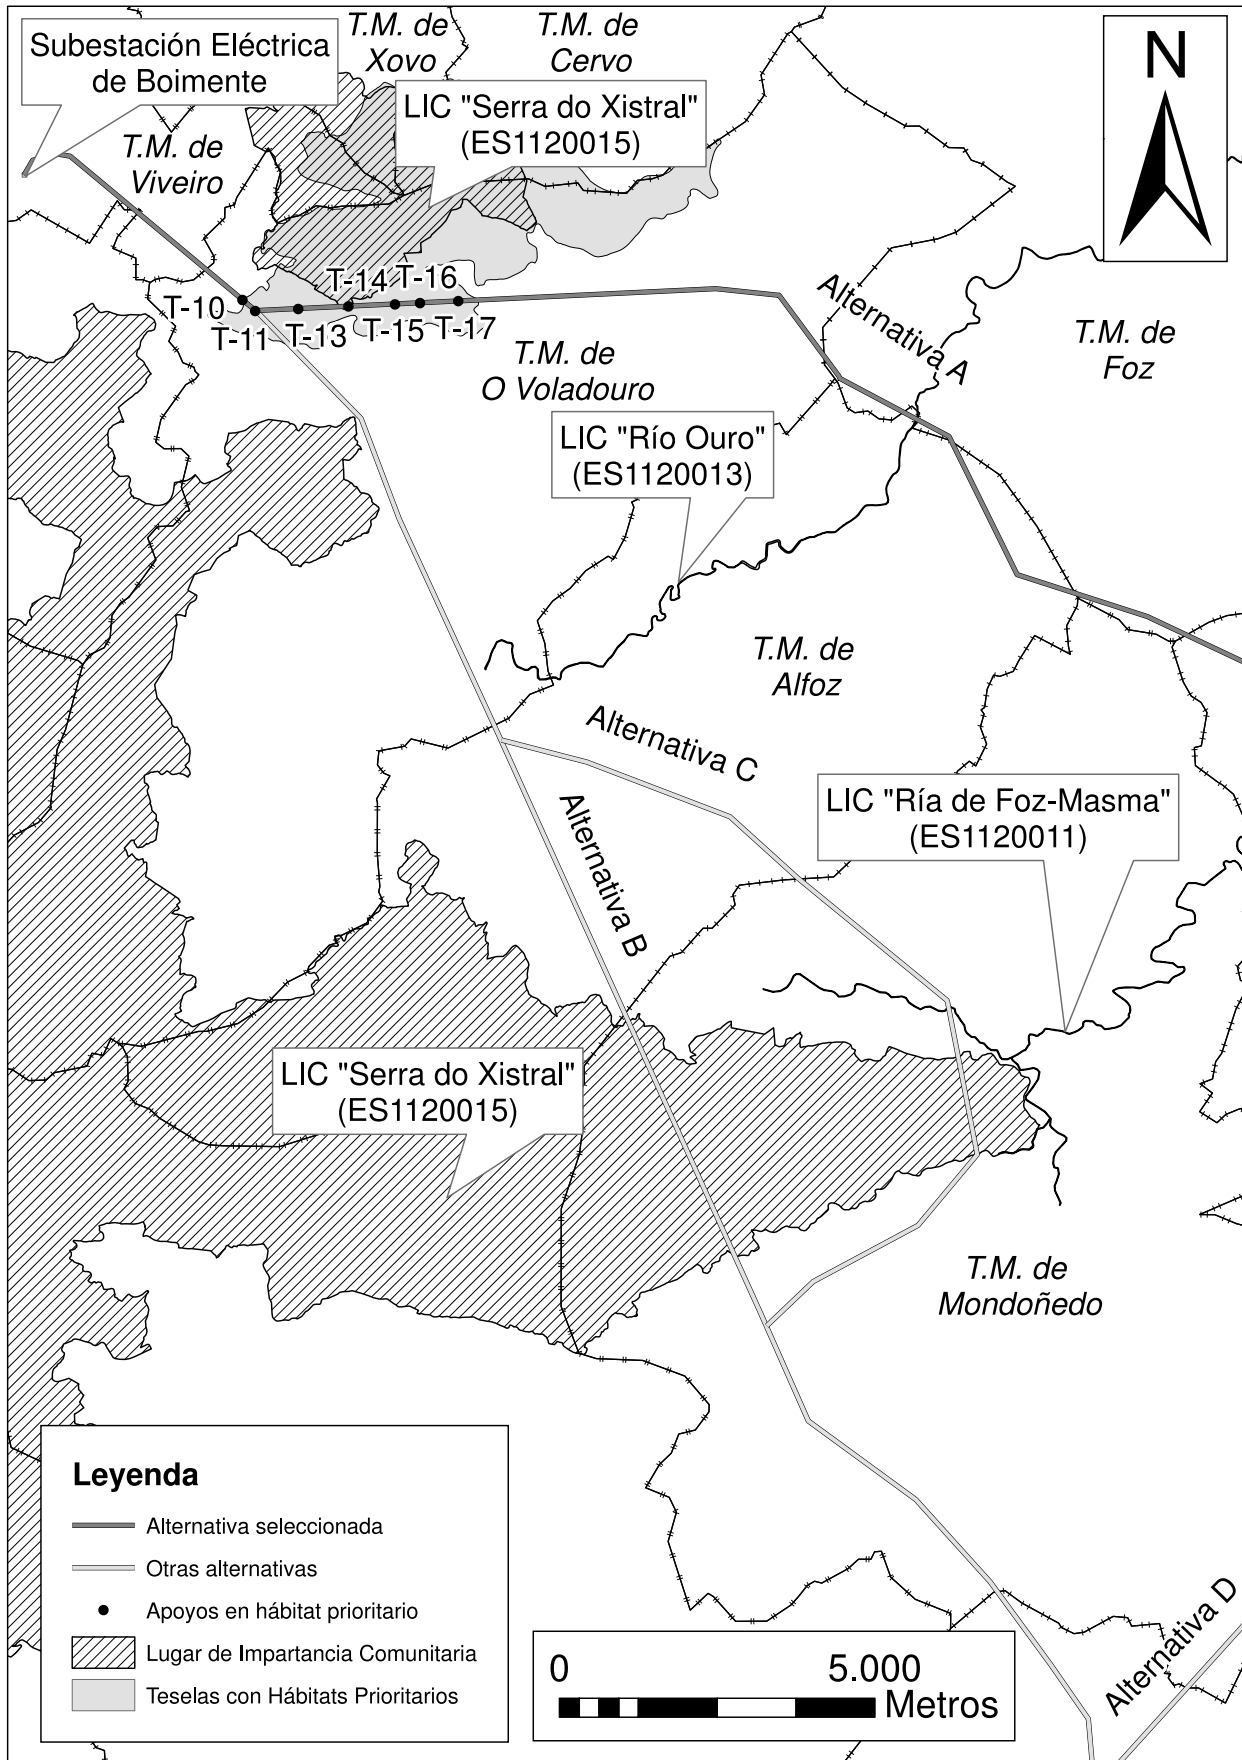 Subestación Eléctrica
de Boimente
T.M. de
Xovo
T.M. de
Cervo
N
LIC "Serra do Xistral"
(ES1120015)
T.M. de
Viveiro
T-10
T-11
T-13
T-14
T-15
T-16
T-17
Alternativa A
T.M. de
Foz
T.M. de
O Voladouro
LIC "Río Ouro"
(ES1120013)
T.M. de
Alfoz
Alternativa C
LIC "Ría de Foz-Masma"
(ES1120011)
Alternativa B
LIC "Serra do Xistral"
(ES1120015)
T.M. de
Mondoñedo
Leyenda
Alternativa seleccionada
Otras alternativas
Apoyos en hábitat prioritario
Lugar de Impartancia Comunitaria
Teselas con Hábitats Prioritarios
0 5.000
Metros
Alternativa D